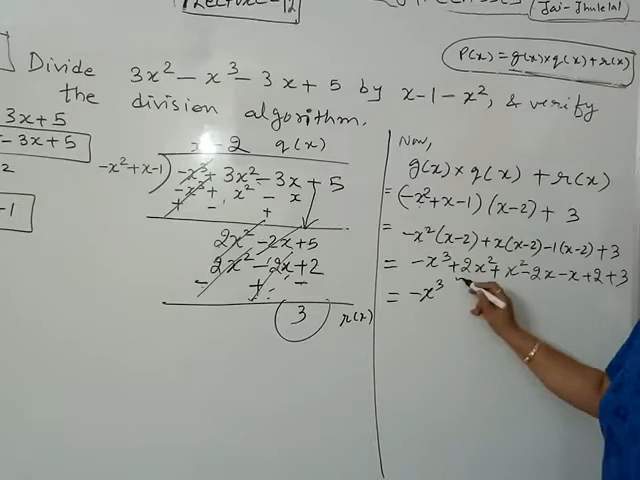 Lecture-12
Jai-Jhulelal
P(x) = g(x)×q(x)+r(x)
Divide 3x² - x³ - 3x + 5 by x - 1 - x², & verify
the division algorithm.
3x+5
- 3x + 5
2
-1
x - 2 q(x)
-x² + x - 1 ) -x³ + 3x² - 3x + 5
-x³ + x² - x
+ - +
2x² - 2x + 5
2x² - 2x + 2
- + -
3 r(x)
Now,
g(x) × q(x) + r(x)
= (-x² + x - 1) (x - 2) + 3
= -x²(x-2) + x(x-2) - 1(x-2) + 3
= -x³ + 2x² + x² - 2x - x + 2 + 3
= -x³